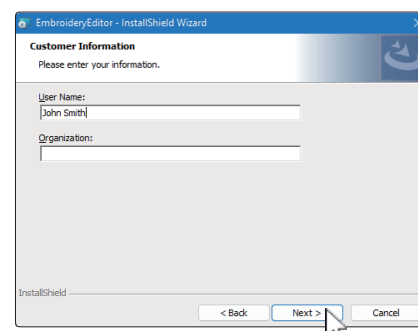 EmbroideryEditor - InstallShield Wizard
Customer Information
Please enter your information.
User Name:
John Smith
Organization:
InstallShield
< Back Next > Cancel